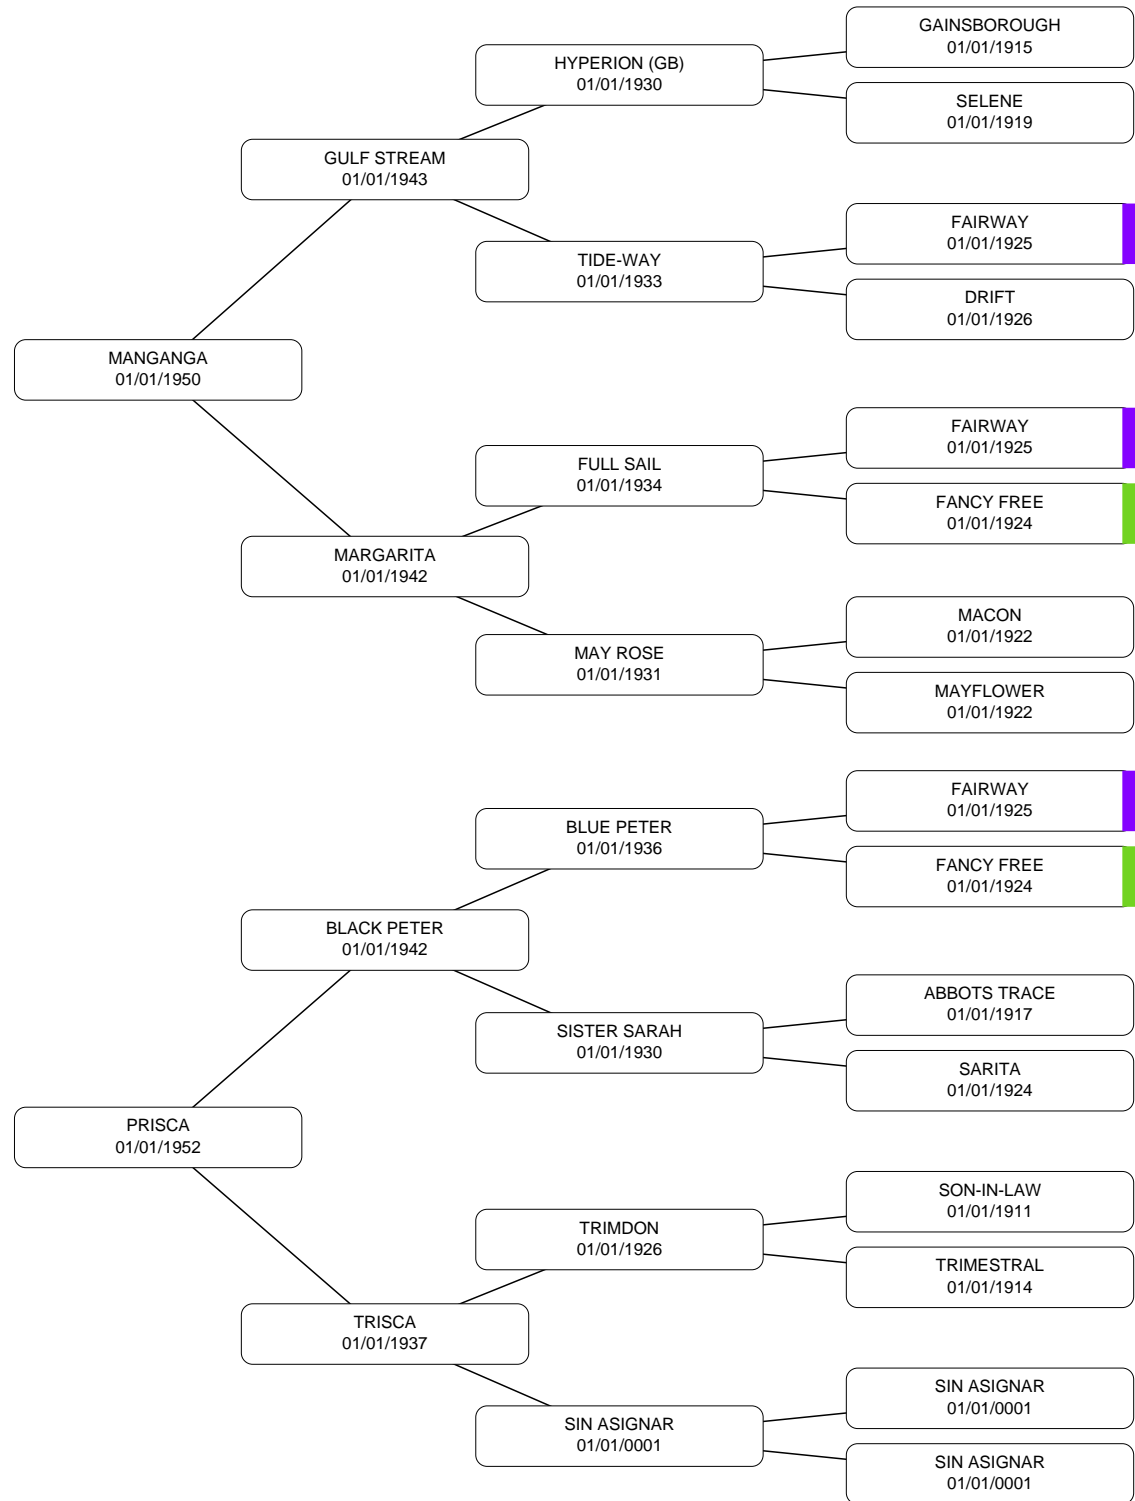 GAINSBOROUGH
01/01/1915
HYPERION (GB)
01/01/1930
SELENE
01/01/1919
GULF STREAM
01/01/1943
FAIRWAY
01/01/1925
TIDE-WAY
01/01/1933
DRIFT
01/01/1926
MANGANGA
01/01/1950
FAIRWAY
01/01/1925
FULL SAIL
01/01/1934
FANCY FREE
01/01/1924
MARGARITA
01/01/1942
MACON
01/01/1922
MAY ROSE
01/01/1931
MAYFLOWER
01/01/1922
FAIRWAY
01/01/1925
BLUE PETER
01/01/1936
FANCY FREE
01/01/1924
BLACK PETER
01/01/1942
ABBOTS TRACE
01/01/1917
SISTER SARAH
01/01/1930
SARITA
01/01/1924
PRISCA
01/01/1952
SON-IN-LAW
01/01/1911
TRIMDON
01/01/1926
TRIMESTRAL
01/01/1914
TRISCA
01/01/1937
SIN ASIGNAR
01/01/0001
SIN ASIGNAR
01/01/0001
SIN ASIGNAR
01/01/0001